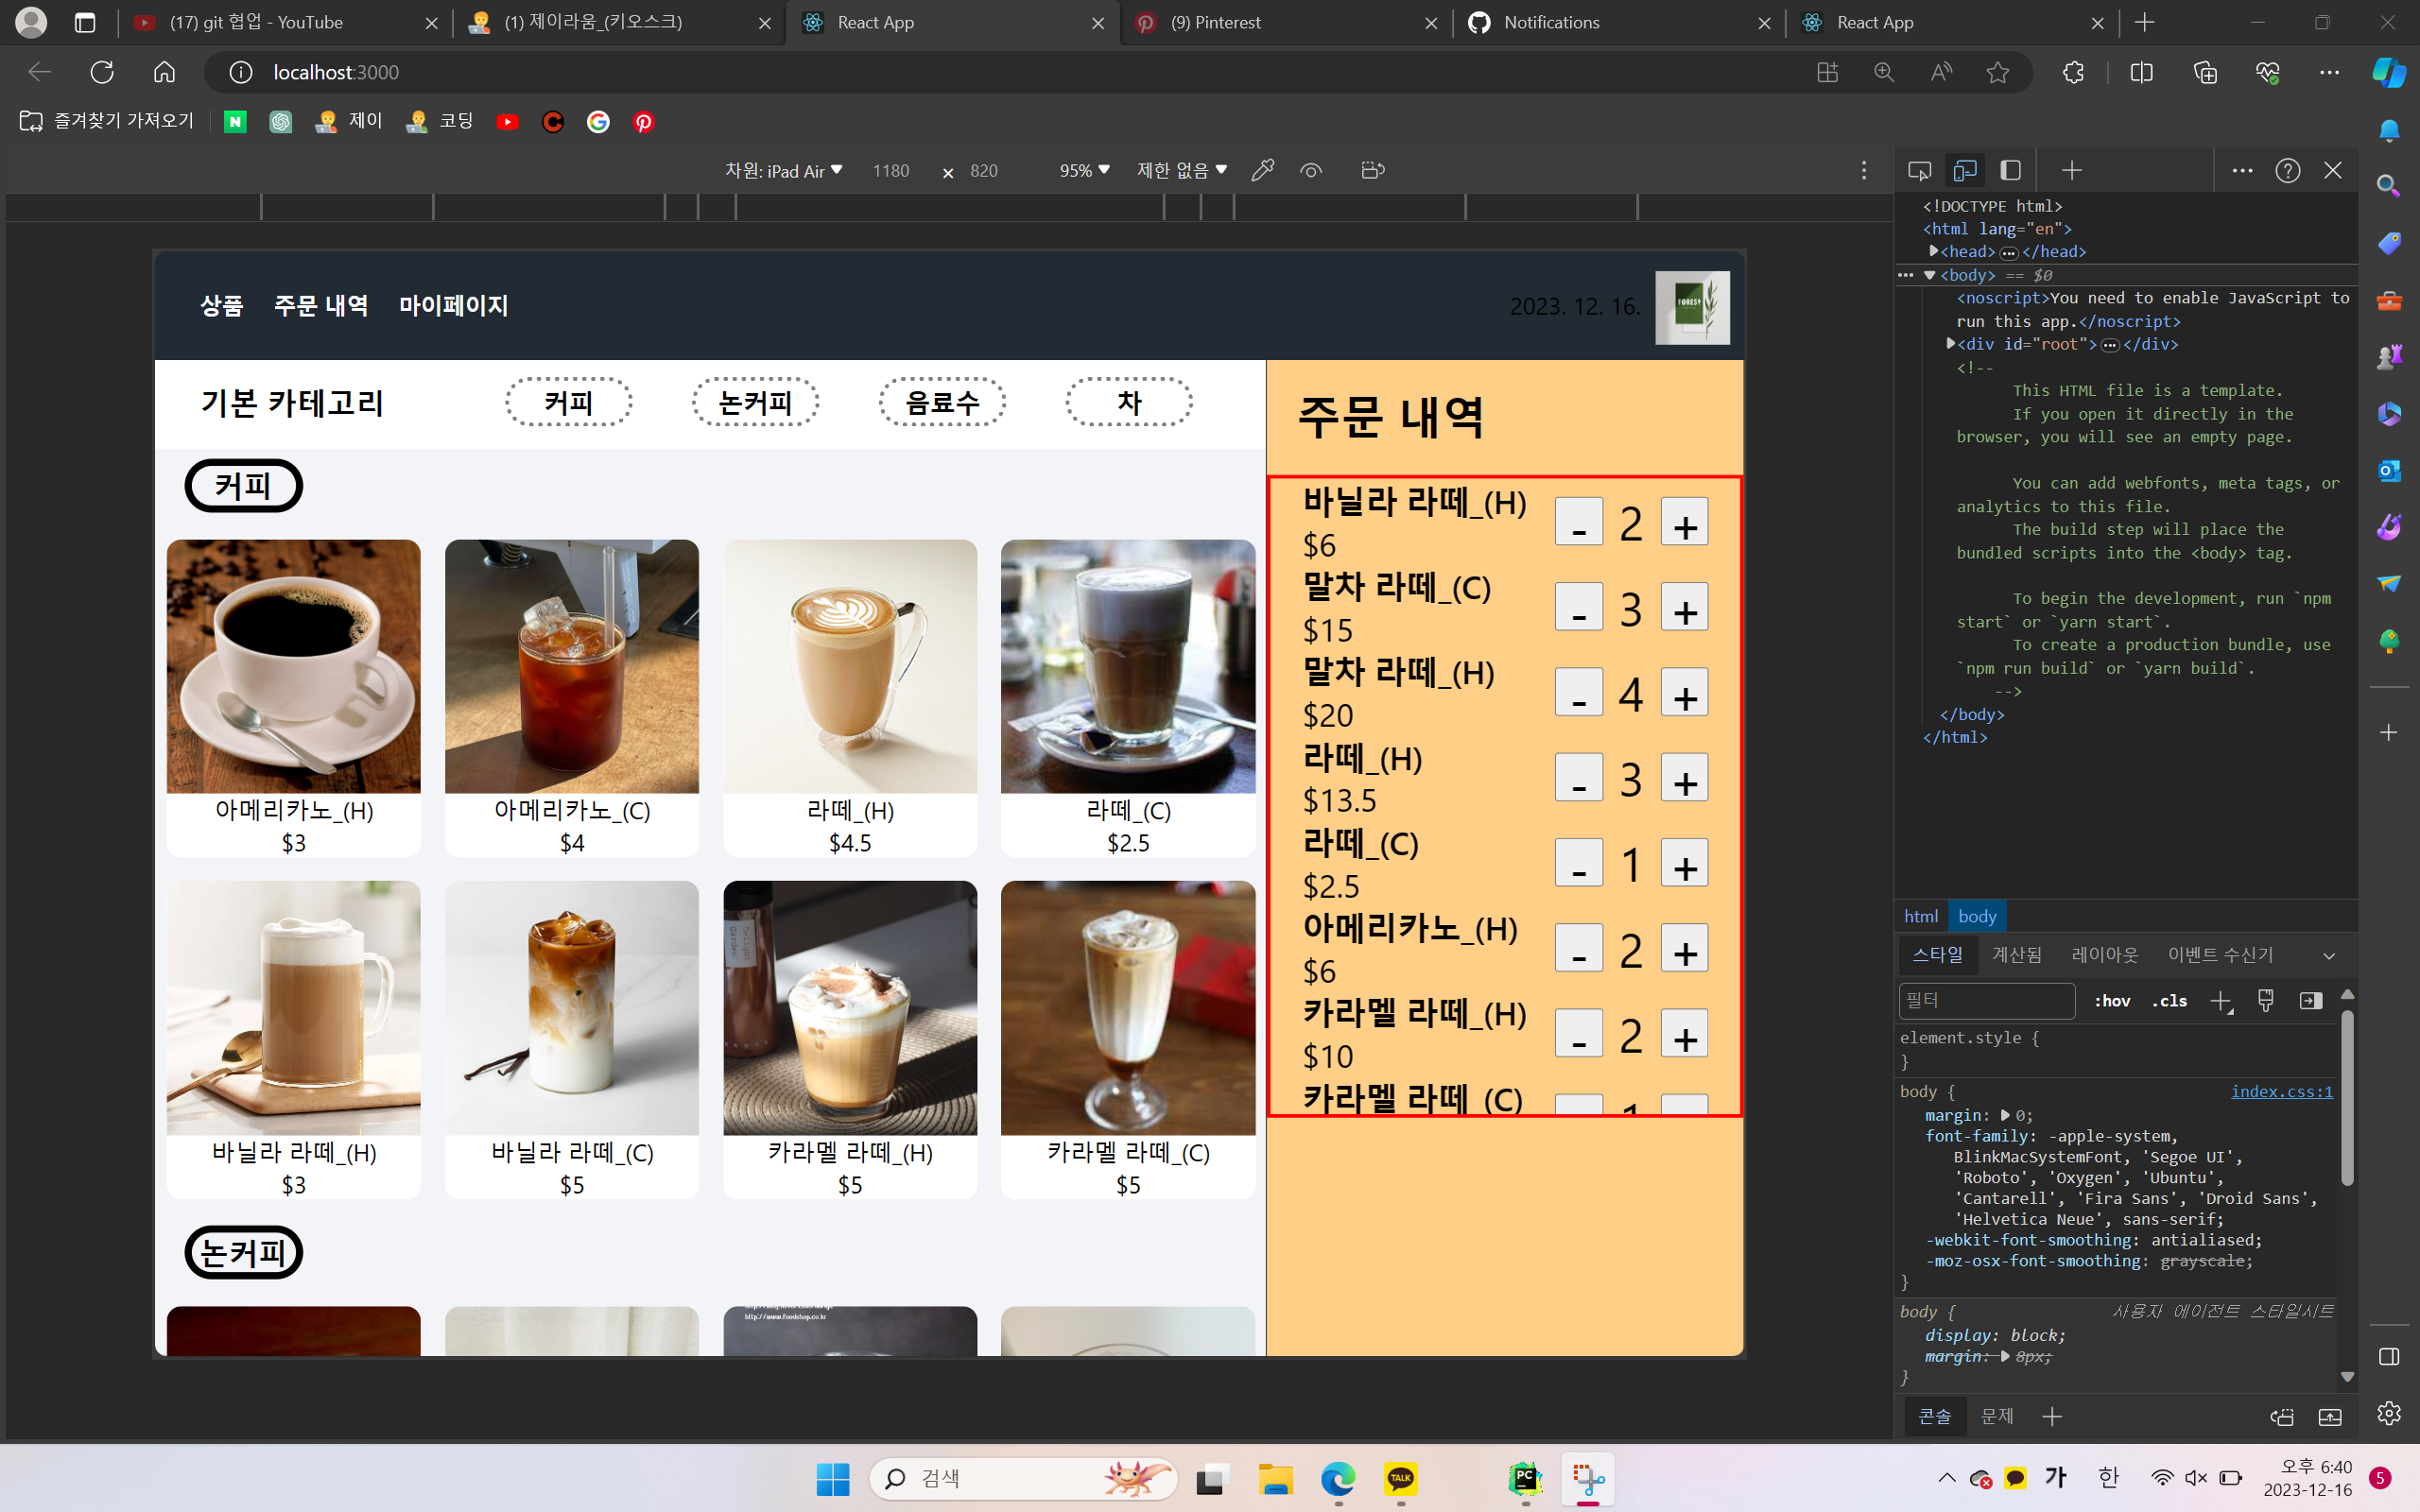 (17) git 협업 - YouTube
(1) 제이라움_(키오스크)
React App
(9) Pinterest
Notifications
React App
localhost:3000
즐겨찾기 가져오기
제이
코딩
차원: iPad Air
1180 × 820
95%
제한 없음
상품 주문 내역 마이페이지
2023. 12. 16.
FOREST
기본 카테고리
커피
논커피
음료수
차
커피
아메리카노_(H)
$3
아메리카노_(C)
$4
라떼_(H)
$4.5
라떼_(C)
$2.5
바닐라 라떼_(H)
$3
바닐라 라떼_(C)
$5
카라멜 라떼_(H)
$5
카라멜 라떼_(C)
$5
논커피
http://www.foodshop.co.kr
주문 내역
바닐라 라떼_(H)
$6
- 2 +
말차 라떼_(C)
$15
- 3 +
말차 라떼_(H)
$20
- 4 +
라떼_(H)
$13.5
- 3 +
라떼_(C)
$2.5
- 1 +
아메리카노_(H)
$6
- 2 +
카라멜 라떼_(H)
$10
- 2 +
카라멜 라떼_(C)
1
<!DOCTYPE html>
<html lang="en">
<head>…</head>
<body> == $0
<noscript>You need to enable JavaScript to
run this app.</noscript>
<div id="root">…</div>
<!--
This HTML file is a template.
If you open it directly in the
browser, you will see an empty page.
You can add webfonts, meta tags, or
analytics to this file.
The build step will place the
bundled scripts into the <body> tag.
To begin the development, run `npm
start` or `yarn start`.
To create a production bundle, use
`npm run build` or `yarn build`.
-->
</body>
</html>
html body
스타일 계산됨 레이아웃 이벤트 수신기
필터
:hov .cls
element.style {
}
body {
index.css:1
margin: 0;
font-family: -apple-system,
BlinkMacSystemFont, 'Segoe UI',
'Roboto', 'Oxygen', 'Ubuntu',
'Cantarell', 'Fira Sans', 'Droid Sans',
'Helvetica Neue', sans-serif;
-webkit-font-smoothing: antialiased;
-moz-osx-font-smoothing: grayscale;
}
body {
사용자 에이전트 스타일시트
display: block;
margin: 8px;
}
콘솔 문제
검색
TALK
PC
가
한
오후 6:40
2023-12-16
5